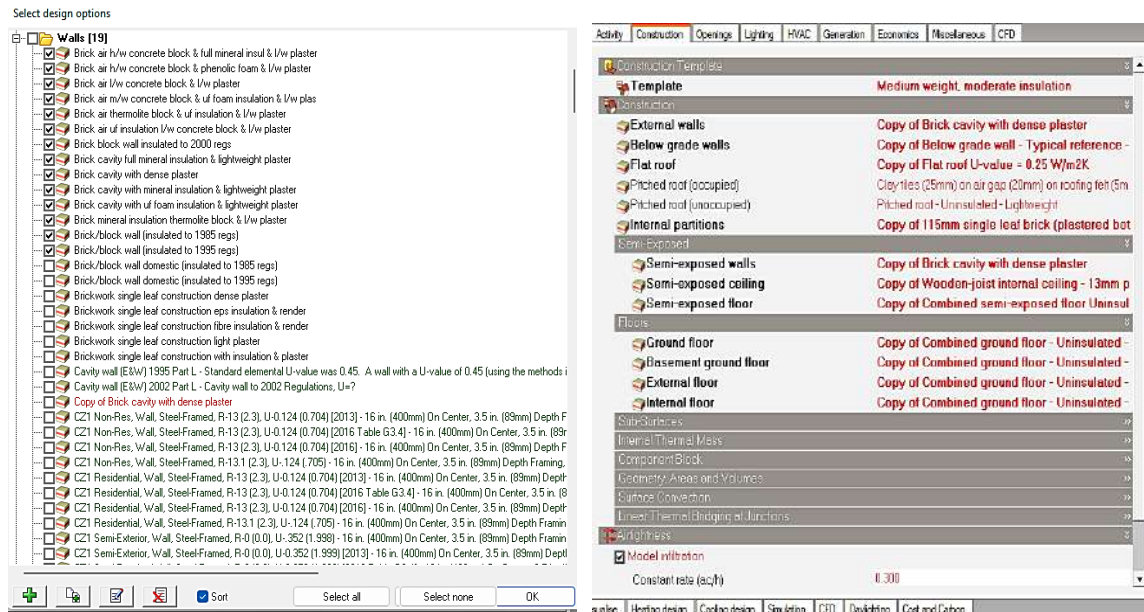 Select design options
Walls [19]
Brick air h/w concrete block & full mineral insul & l/w plaster
Brick air h/w concrete block & phenolic foam & l/w plaster
Brick air l/w concrete block & l/w plaster
Brick air m/w concrete block & uf foam insulation & l/w plas
Brick air thermolite block & uf insulation & l/w plaster
Brick air uf insulation l/w concrete block & l/w plaster
Brick block wall insulated to 2000 regs
Brick cavity full mineral insulation & lightweight plaster
Brick cavity with dense plaster
Brick cavity with mineral insulation & lightweight plaster
Brick cavity with uf foam insulation & lightweight plaster
Brick mineral insulation thermolite block & l/w plaster
Brick/block wall (insulated to 1985 regs)
Brick/block wall (insulated to 1995 regs)
Brick/block wall domestic (insulated to 1985 regs)
Brick/block wall domestic (insulated to 1995 regs)
Brickwork single leaf construction dense plaster
Brickwork single leaf construction eps insulation & render
Brickwork single leaf construction fibre insulation & render
Brickwork single leaf construction light plaster
Brickwork single leaf construction with insulation & plaster
Cavity wall (E&W) 1995 Part L - Standard elemental U-value was 0.45. A wall with a U-value of 0.45 (using the methods i
Cavity wall (E&W) 2002 Part L - Cavity wall to 2002 Regulations, U=?
Copy of Brick cavity with dense plaster
CZ1 Non-Res, Wall, Steel-Framed, R-13 (2.3), U-0.124 (0.704) [2013] - 16 in. (400mm) On Center, 3.5 in. (89mm) Depth F
CZ1 Non-Res, Wall, Steel-Framed, R-13 (2.3), U-0.124 (0.704) [2016 Table G3.4] - 16 in. (400mm) On Center, 3.5 in. (89r
CZ1 Non-Res, Wall, Steel-Framed, R-13 (2.3), U-0.124 (0.704) [2016] - 16 in. (400mm) On Center, 3.5 in. (89mm) Depth F
CZ1 Non-Res, Wall, Steel-Framed, R-13.1 (2.3), U-.124 (.705) - 16 in. (400mm) On Center, 3.5 in. (89mm) Depth Framing,
CZ1 Residential, Wall, Steel-Framed, R-13 (2.3), U-0.124 (0.704) [2013] - 16 in. (400mm) On Center, 3.5 in. (89mm) Depth
CZ1 Residential, Wall, Steel-Framed, R-13 (2.3), U-0.124 (0.704) [2016 Table G3.4] - 16 in. (400mm) On Center, 3.5 in. (8
CZ1 Residential, Wall, Steel-Framed, R-13 (2.3), U-0.124 (0.704) [2016] - 16 in. (400mm) On Center, 3.5 in. (89mm) Depth
CZ1 Residential, Wall, Steel-Framed, R-13.1 (2.3), U-.124 (.705) - 16 in. (400mm) On Center, 3.5 in. (89mm) Depth Framin
CZ1 Semi-Exterior, Wall, Steel-Framed, R-0 (0.0), U-.352 (1.998) - 16 in. (400mm) On Center, 3.5 in. (89mm) Depth Framin
CZ1 Semi-Exterior, Wall, Steel-Framed, R-0 (0.0), U-0.352 (1.999) [2013] - 16 in. (400mm) On Center, 3.5 in. (89mm) Dept
Sort Select all Select none OK
Activity Construction Openings Lighting HVAC Generation Economics Miscellaneous CFD
Construction Template
Template Medium weight, moderate insulation
Construction
External walls Copy of Brick cavity with dense plaster
Below grade walls Copy of Below grade wall - Typical reference -
Flat roof Copy of Flat roof U-value = 0.25 W/m2K
Pitched roof (occupied) Clay tiles (25mm) on air gap (20mm) on roofing felt (5m
Pitched roof (unoccupied) Pitched roof - Uninsulated - Lightweight
Internal partitions Copy of 115mm single leaf brick (plastered bot
Semi-Exposed
Semi-exposed walls Copy of Brick cavity with dense plaster
Semi-exposed ceiling Copy of Wooden-joist internal ceiling - 13mm p
Semi-exposed floor Copy of Combined semi-exposed floor Uninsul
Floors
Ground floor Copy of Combined ground floor - Uninsulated -
Basement ground floor Copy of Combined ground floor - Uninsulated -
External floor Copy of Combined ground floor - Uninsulated -
Internal floor Copy of Combined ground floor - Uninsulated -
Sub-Surfaces
Internal Thermal Mass
Component Block
Geometry, Areas and Volumes
Surface Convection
Linear Thermal Bridging at Junctions
Airtightness
Model infiltration
Constant rate (ac/h) 0.300
Heating design Cooling design Simulation CFD Daylighting Cost and Carbon